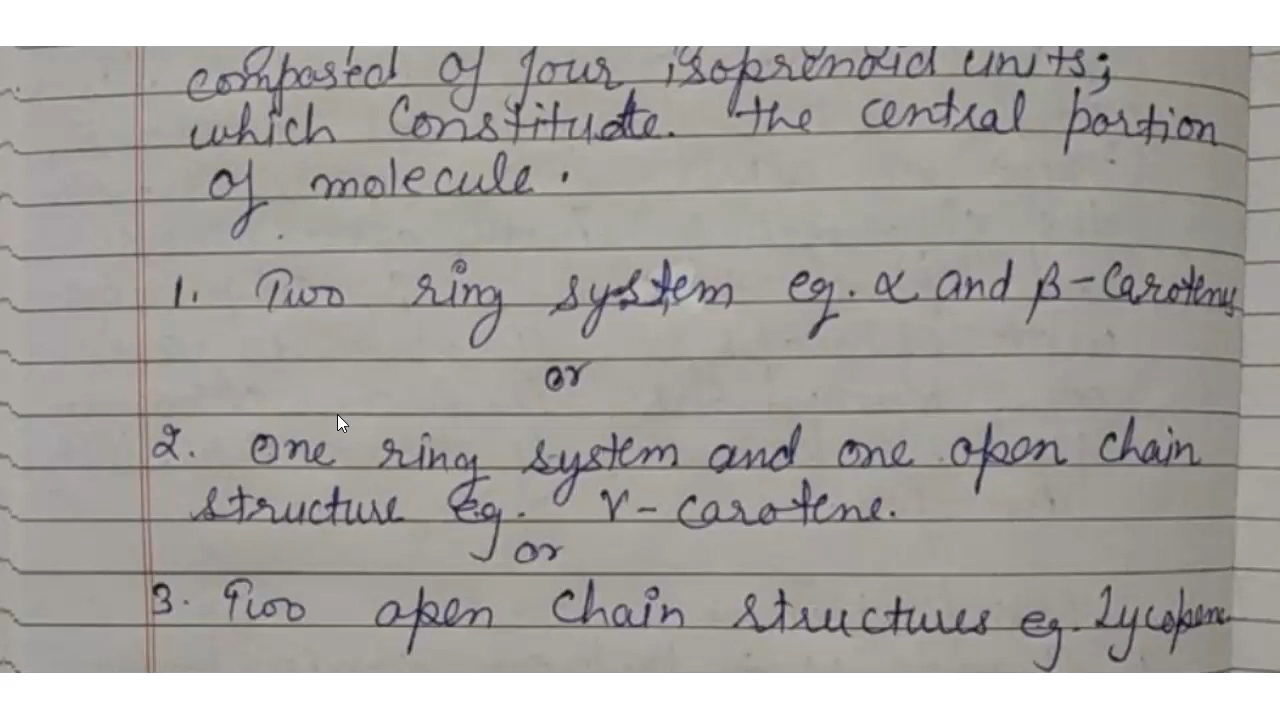 composed of four isoprenoid units;
which Constitute. the central portion
of molecule.
1. Two ring system eg. α and β-Carotens
or
2. One ring system and one open chain
structure eg. γ-carotene.
or
3. Two open chain structures eg. Lycopene